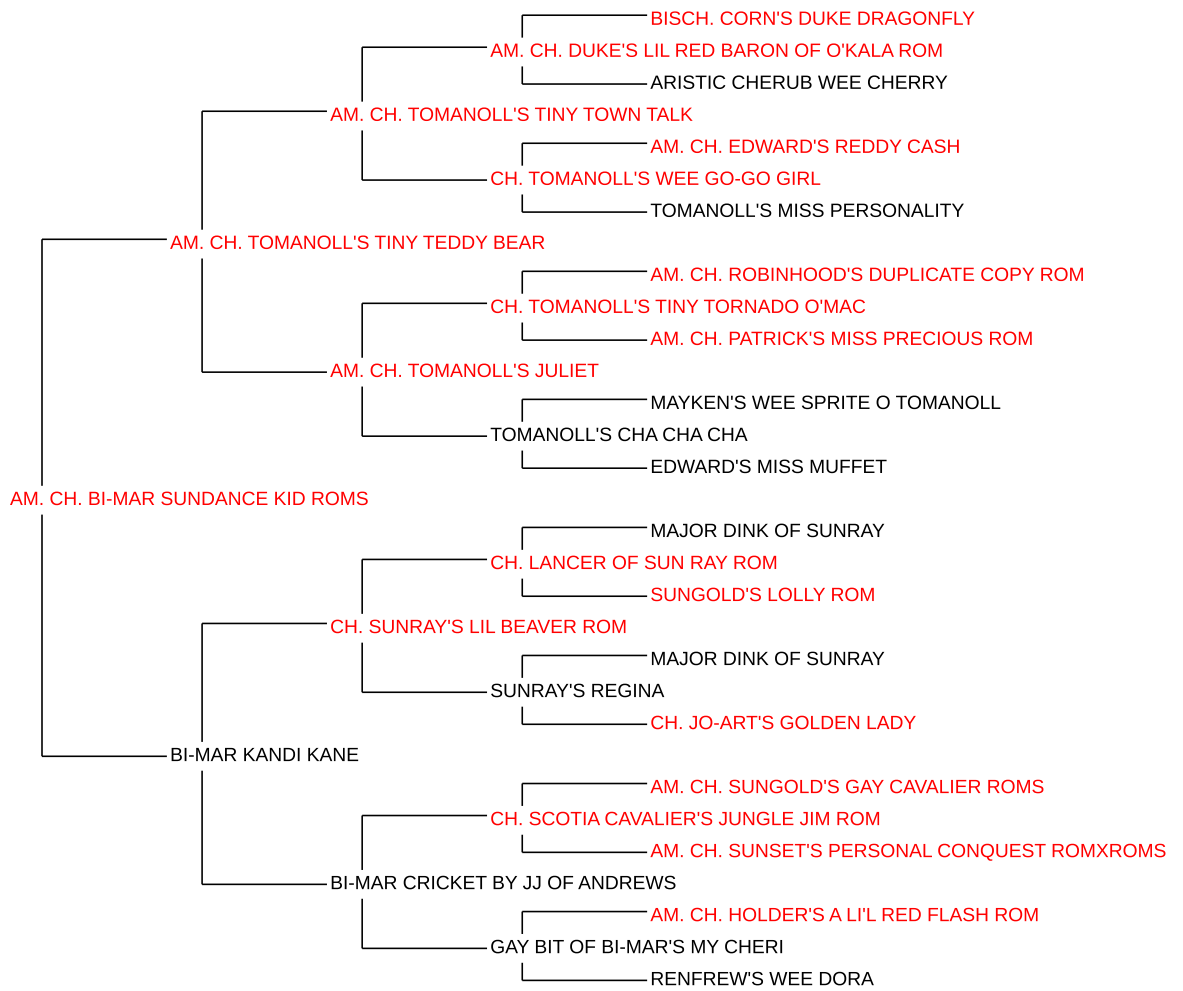 BISCH. CORN'S DUKE DRAGONFLY
AM. CH. DUKE'S LIL RED BARON OF O'KALA ROM
ARISTIC CHERUB WEE CHERRY
AM. CH. TOMANOLL'S TINY TOWN TALK
AM. CH. EDWARD'S REDDY CASH
CH. TOMANOLL'S WEE GO-GO GIRL
TOMANOLL'S MISS PERSONALITY
AM. CH. TOMANOLL'S TINY TEDDY BEAR
AM. CH. ROBINHOOD'S DUPLICATE COPY ROM
CH. TOMANOLL'S TINY TORNADO O'MAC
AM. CH. PATRICK'S MISS PRECIOUS ROM
AM. CH. TOMANOLL'S JULIET
MAYKEN'S WEE SPRITE O TOMANOLL
TOMANOLL'S CHA CHA CHA
EDWARD'S MISS MUFFET
AM. CH. BI-MAR SUNDANCE KID ROMS
MAJOR DINK OF SUNRAY
CH. LANCER OF SUN RAY ROM
SUNGOLD'S LOLLY ROM
CH. SUNRAY'S LIL BEAVER ROM
MAJOR DINK OF SUNRAY
SUNRAY'S REGINA
CH. JO-ART'S GOLDEN LADY
BI-MAR KANDI KANE
AM. CH. SUNGOLD'S GAY CAVALIER ROMS
CH. SCOTIA CAVALIER'S JUNGLE JIM ROM
AM. CH. SUNSET'S PERSONAL CONQUEST ROMXROMS
BI-MAR CRICKET BY JJ OF ANDREWS
AM. CH. HOLDER'S A LI'L RED FLASH ROM
GAY BIT OF BI-MAR'S MY CHERI
RENFREW'S WEE DORA